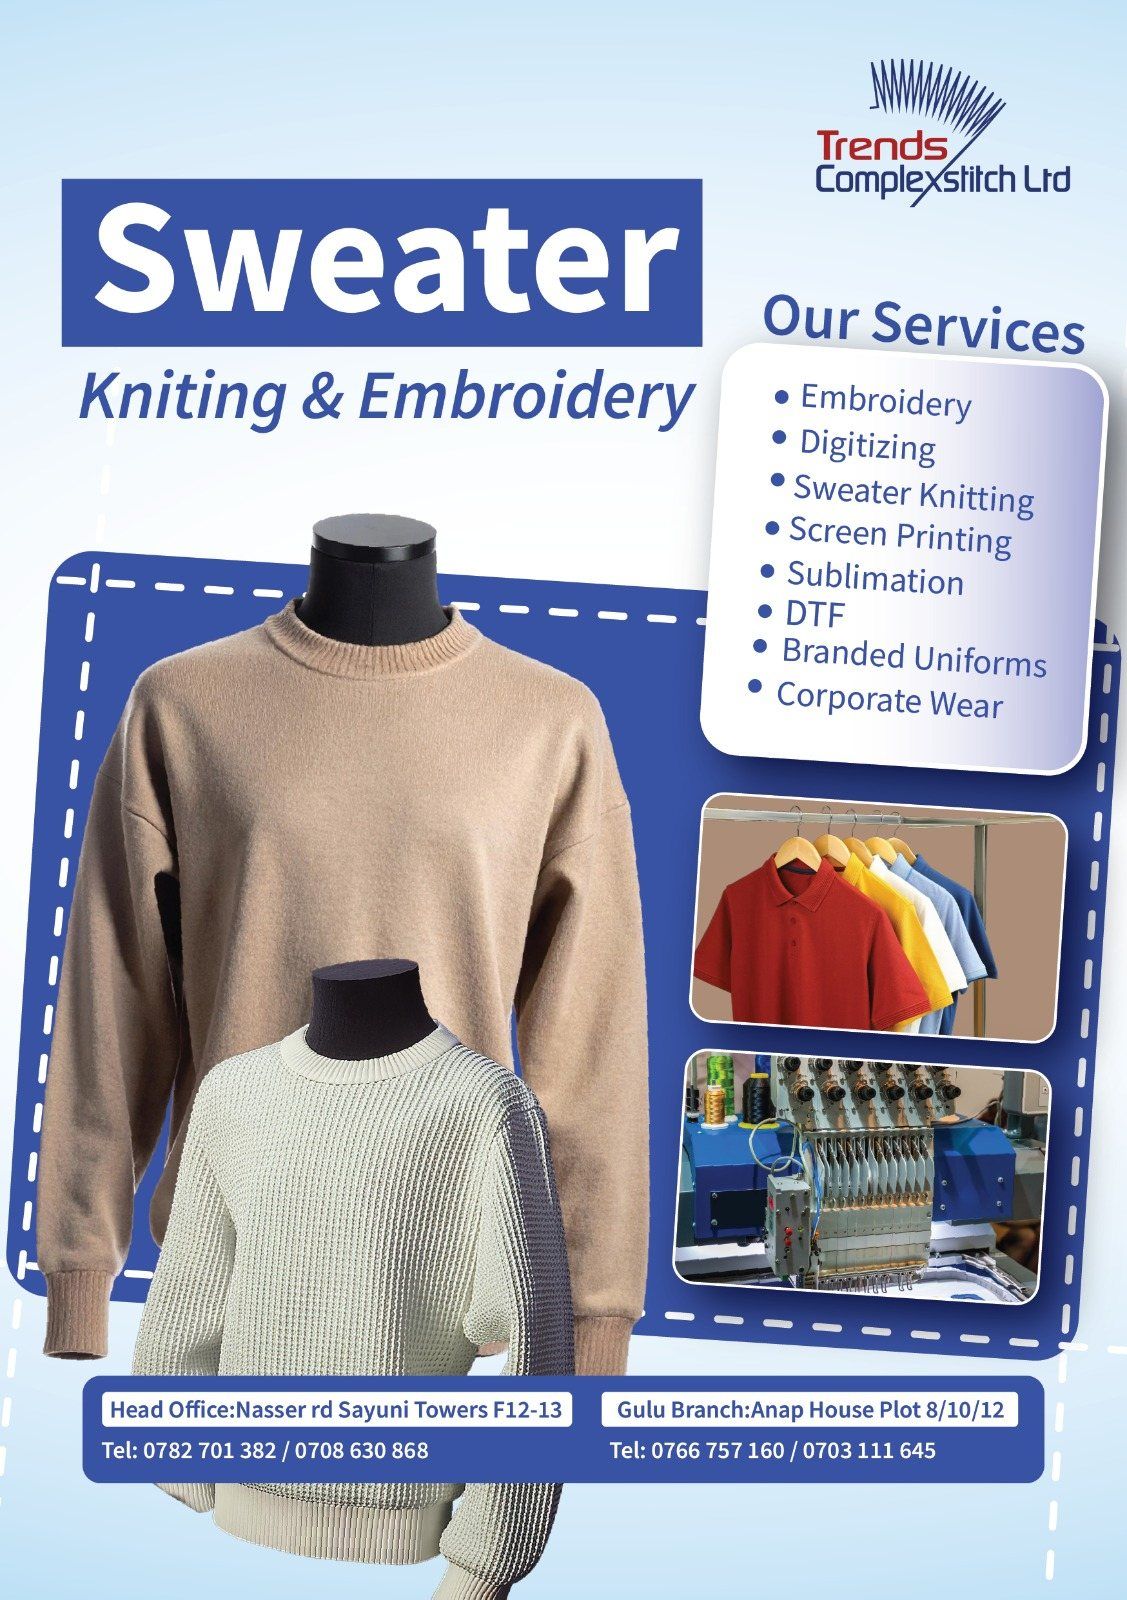 Trends
Complexstitch Ltd
Sweater
Kniting & Embroidery
Our Services
• Embroidery
• Digitizing
• Sweater Knitting
• Screen Printing
• Sublimation
• DTF
• Branded Uniforms
• Corporate Wear
Head Office:Nasser rd Sayuni Towers F12-13
Tel: 0782 701 382 / 0708 630 868
Gulu Branch:Anap House Plot 8/10/12
Tel: 0766 757 160 / 0703 111 645